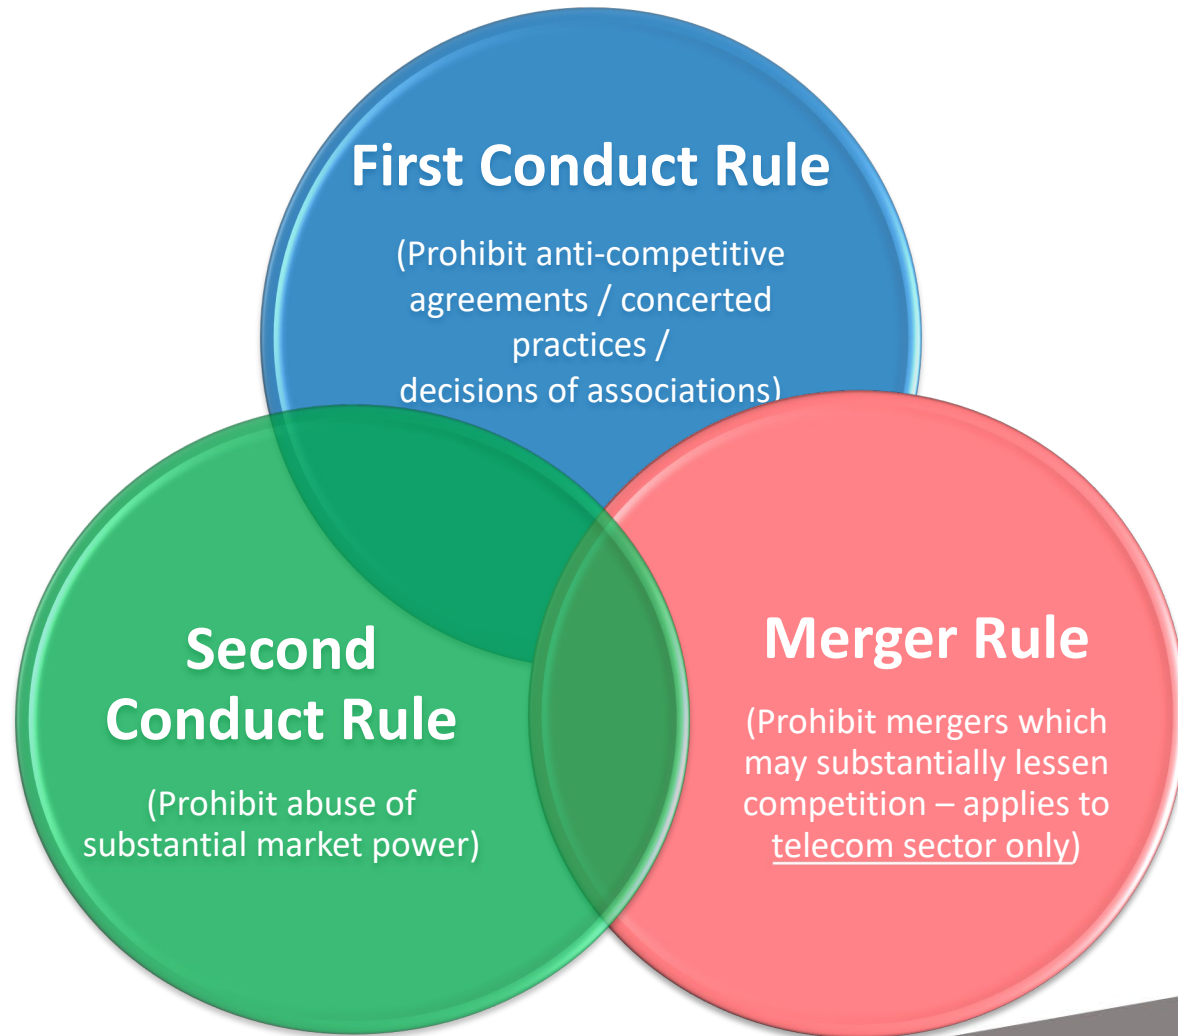 First Conduct Rule
(Prohibit anti-competitive
agreements / concerted
practices /
decisions of associations)
Second
Conduct Rule
(Prohibit abuse of
substantial market power)
Merger Rule
(Prohibit mergers which
may substantially lessen
competition – applies to
telecom sector only)